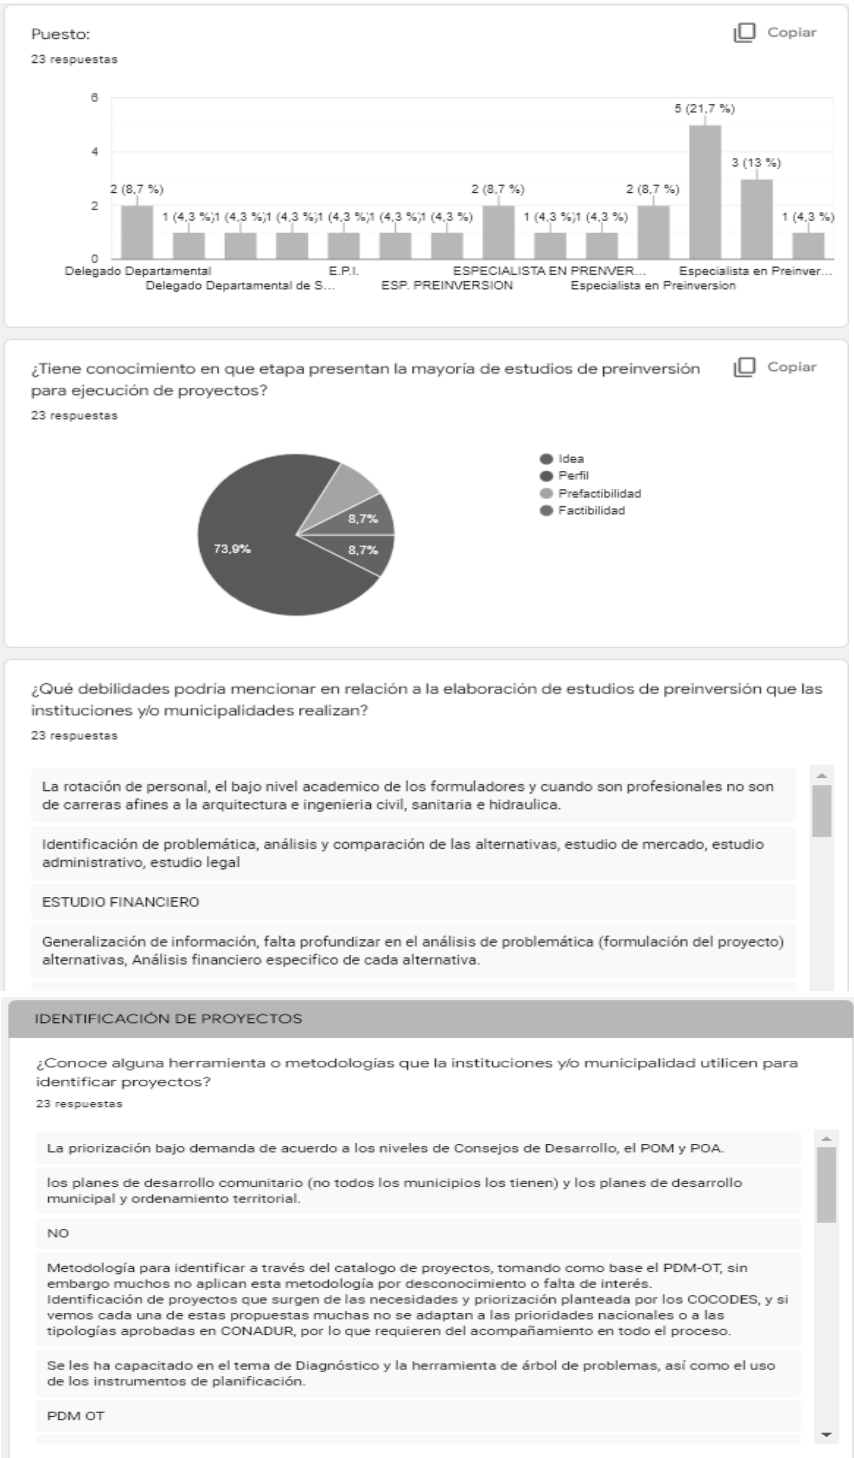 Puesto:
Copiar
23 respuestas
6
4
2
0
2 (8,7 %)
1 (4,3 %)
1 (4,3 %)
1 (4,3 %)
1 (4,3 %)
1 (4,3 %)
1 (4,3 %)
2 (8,7 %)
1 (4,3 %)
1 (4,3 %)
2 (8,7 %)
5 (21,7 %)
3 (13 %)
1 (4,3 %)
Delegado Departamental
Delegado Departamental de S...
E.P.I.
ESP. PREINVERSION
ESPECIALISTA EN PRENVER...
Especialista en Preinversion
Especialista en Preinver...
¿Tiene conocimiento en que etapa presentan la mayoría de estudios de preinversión
para ejecución de proyectos?
Copiar
23 respuestas
73,9%
8,7%
8,7%
Idea
Perfil
Prefactibilidad
Factibilidad
¿Qué debilidades podría mencionar en relación a la elaboración de estudios de preinversión que las
instituciones y/o municipalidades realizan?
23 respuestas
La rotación de personal, el bajo nivel academico de los formuladores y cuando son profesionales no son
de carreras afines a la arquitectura e ingenieria civil, sanitaria e hidraulica.
Identificación de problemática, análisis y comparación de las alternativas, estudio de mercado, estudio
administrativo, estudio legal
ESTUDIO FINANCIERO
Generalización de información, falta profundizar en el análisis de problemática (formulación del proyecto)
alternativas, Análisis financiero especifico de cada alternativa.
IDENTIFICACIÓN DE PROYECTOS
¿Conoce alguna herramienta o metodologías que la instituciones y/o municipalidad utilicen para
identificar proyectos?
23 respuestas
La priorización bajo demanda de acuerdo a los niveles de Consejos de Desarrollo, el POM y POA.
los planes de desarrollo comunitario (no todos los municipios los tienen) y los planes de desarrollo
municipal y ordenamiento territorial.
NO
Metodología para identificar a través del catalogo de proyectos, tomando como base el PDM-OT, sin
embargo muchos no aplican esta metodología por desconocimiento o falta de interés.
Identificación de proyectos que surgen de las necesidades y priorización planteada por los COCODES, y si
vemos cada una de estas propuestas muchas no se adaptan a las prioridades nacionales o a las
tipologías aprobadas en CONADUR, por lo que requieren del acompañamiento en todo el proceso.
Se les ha capacitado en el tema de Diagnóstico y la herramienta de árbol de problemas, así como el uso
de los instrumentos de planificación.
PDM OT